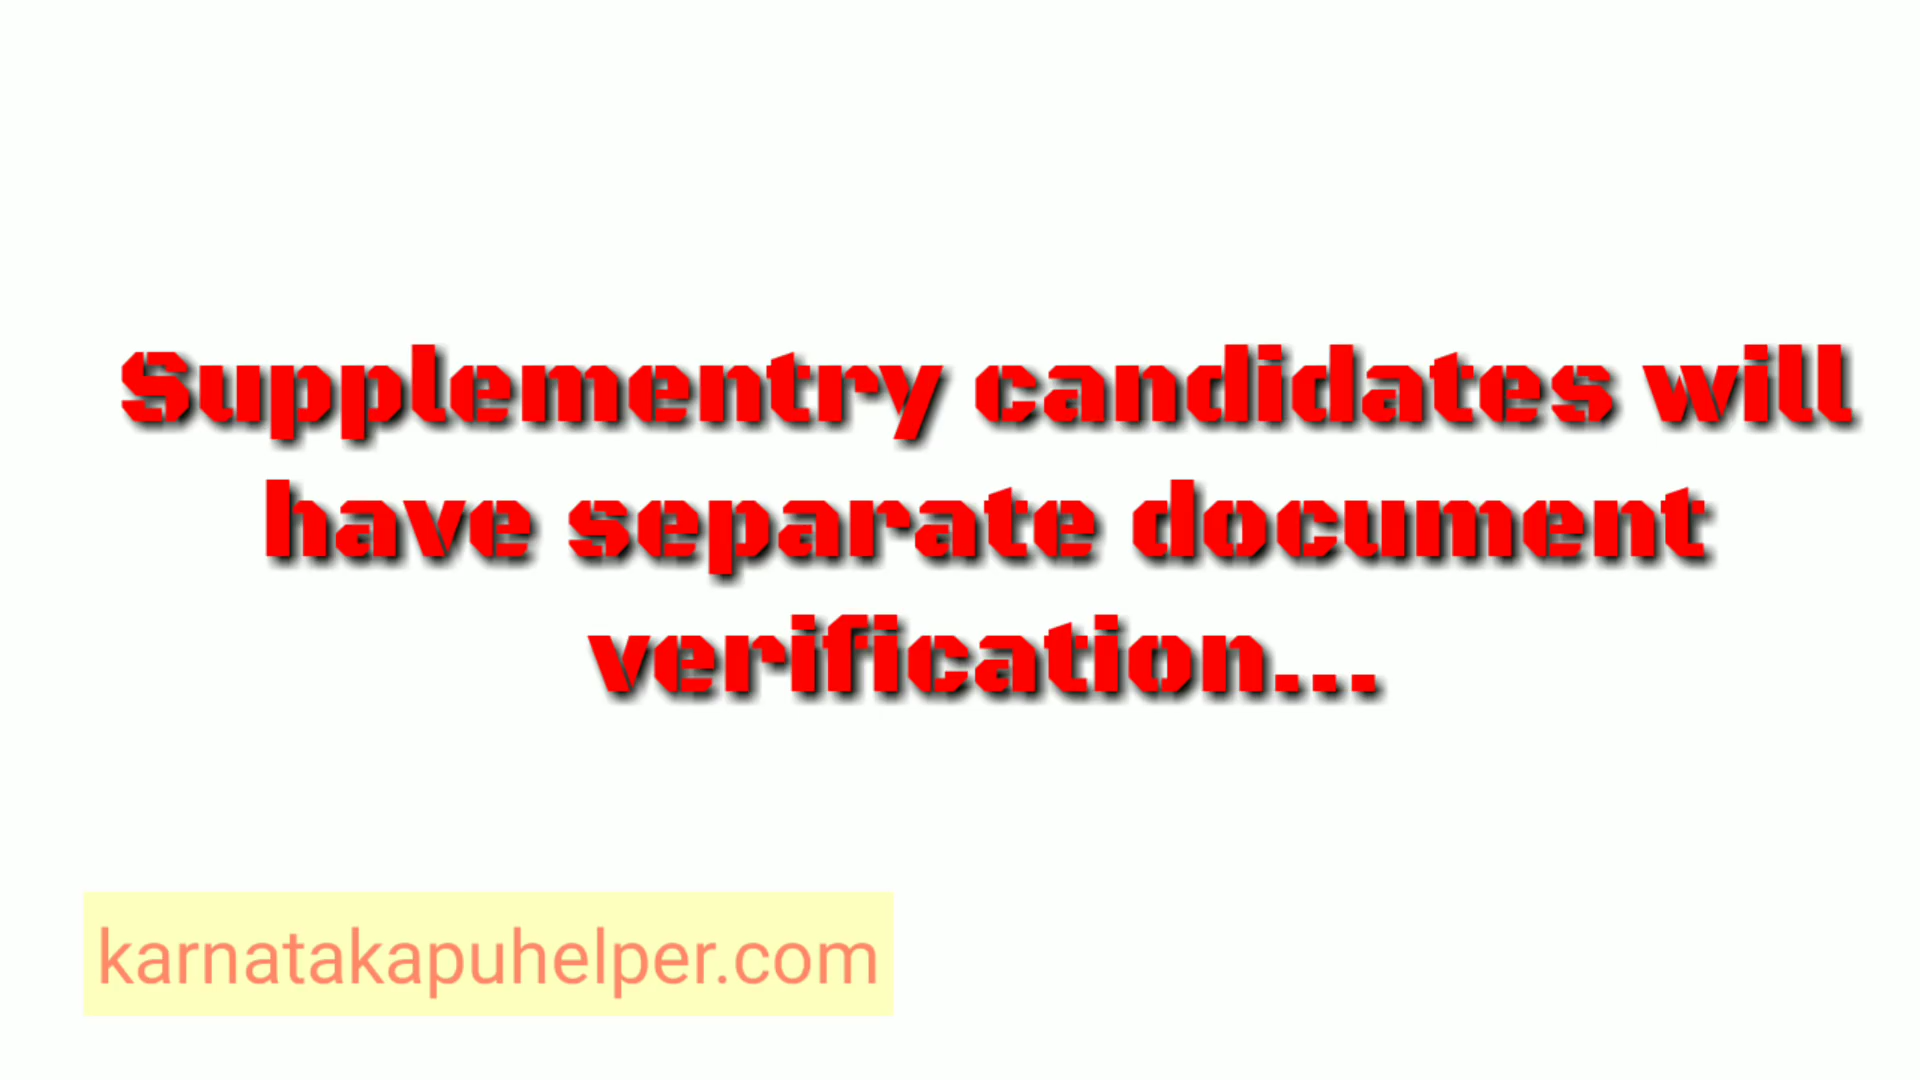 Supplementry candidates will
have separate document
verification...
karnatakapuhelper.com